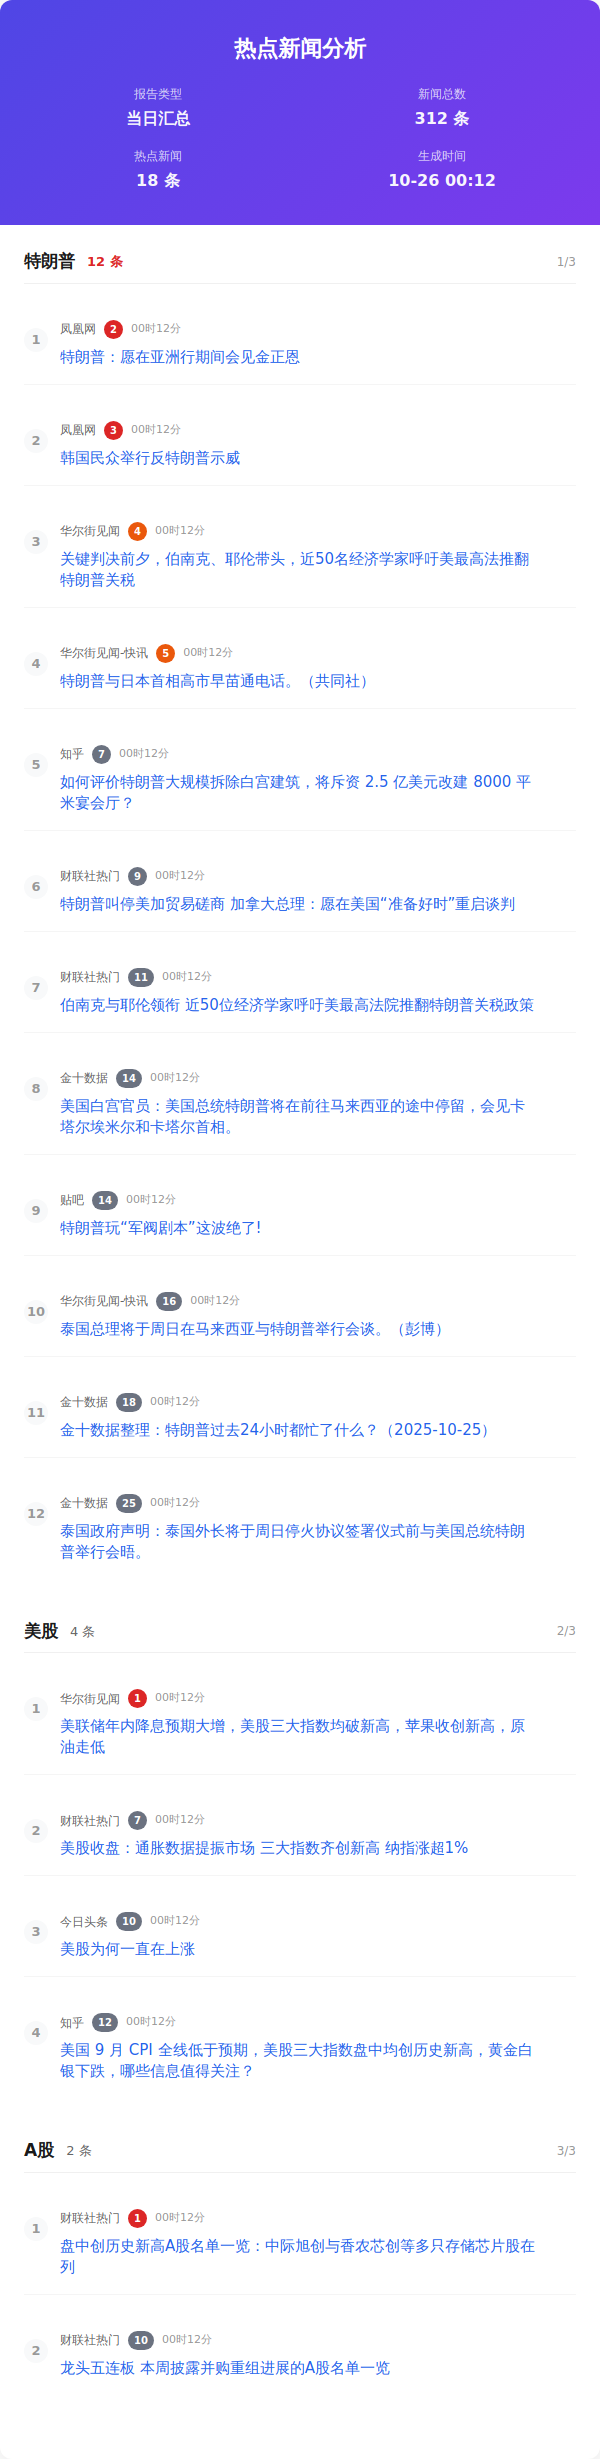 热点新闻分析
报告类型 新闻总数
当日汇总 312 条
热点新闻 生成时间
18 条 10-26 00:12
特朗普 12 条 1/3
1 凤凰网 2 00时12分
特朗普：愿在亚洲行期间会见金正恩
2 凤凰网 3 00时12分
韩国民众举行反特朗普示威
3 华尔街见闻 4 00时12分
关键判决前夕，伯南克、耶伦带头，近50名经济学家呼吁美最高法推翻
特朗普关税
4 华尔街见闻-快讯 5 00时12分
特朗普与日本首相高市早苗通电话。（共同社）
5 知乎 7 00时12分
如何评价特朗普大规模拆除白宫建筑，将斥资 2.5 亿美元改建 8000 平
米宴会厅？
6 财联社热门 9 00时12分
特朗普叫停美加贸易磋商 加拿大总理：愿在美国“准备好时”重启谈判
7 财联社热门 11 00时12分
伯南克与耶伦领衔 近50位经济学家呼吁美最高法院推翻特朗普关税政策
8 金十数据 14 00时12分
美国白宫官员：美国总统特朗普将在前往马来西亚的途中停留，会见卡
塔尔埃米尔和卡塔尔首相。
9 贴吧 14 00时12分
特朗普玩“军阀剧本”这波绝了!
10 华尔街见闻-快讯 16 00时12分
泰国总理将于周日在马来西亚与特朗普举行会谈。（彭博）
11 金十数据 18 00时12分
金十数据整理：特朗普过去24小时都忙了什么？（2025-10-25）
12 金十数据 25 00时12分
泰国政府声明：泰国外长将于周日停火协议签署仪式前与美国总统特朗
普举行会晤。
美股 4 条 2/3
1 华尔街见闻 1 00时12分
美联储年内降息预期大增，美股三大指数均破新高，苹果收创新高，原
油走低
2 财联社热门 7 00时12分
美股收盘：通胀数据提振市场 三大指数齐创新高 纳指涨超1%
3 今日头条 10 00时12分
美股为何一直在上涨
4 知乎 12 00时12分
美国 9 月 CPI 全线低于预期，美股三大指数盘中均创历史新高，黄金白
银下跌，哪些信息值得关注？
A股 2 条 3/3
1 财联社热门 1 00时12分
盘中创历史新高A股名单一览：中际旭创与香农芯创等多只存储芯片股在
列
2 财联社热门 10 00时12分
龙头五连板 本周披露并购重组进展的A股名单一览